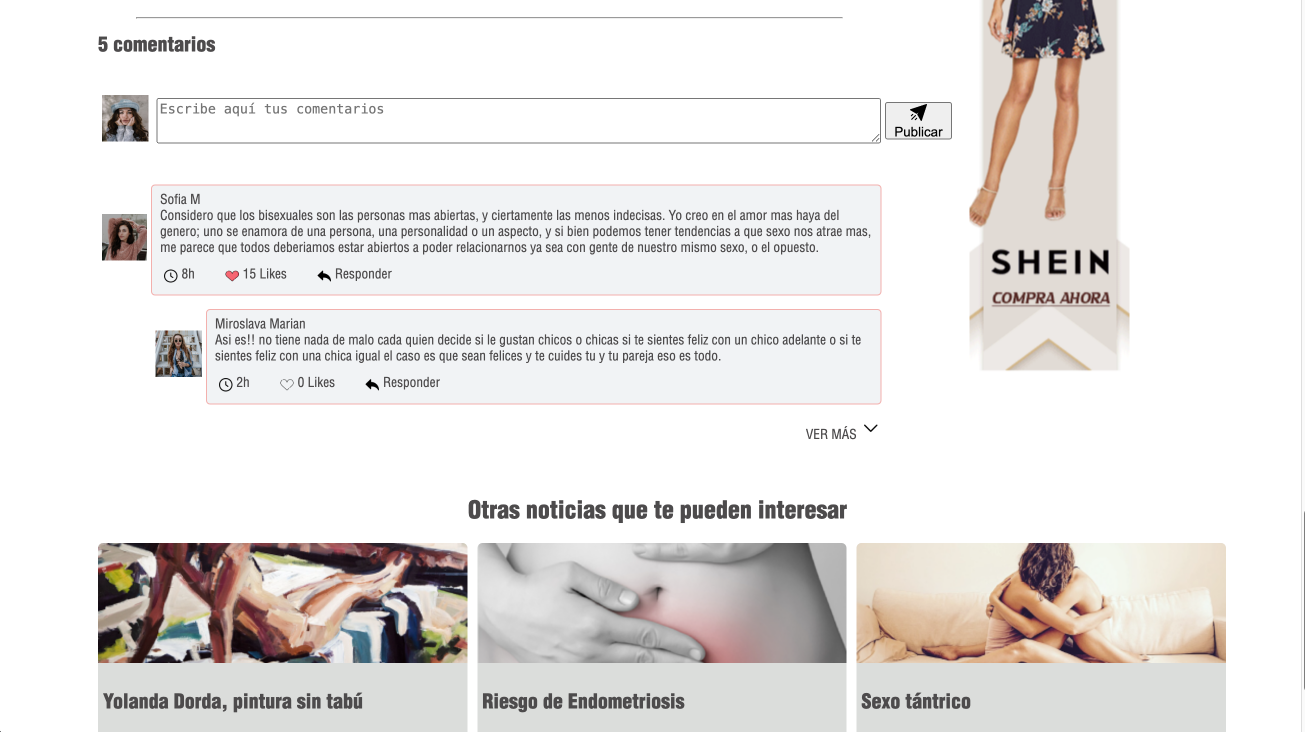 5 comentarios
Escribe aquí tus comentarios
Publicar
Sofia M
Considero que los bisexuales son las personas mas abiertas, y ciertamente las menos indecisas. Yo creo en el amor mas haya del
genero; uno se enamora de una persona, una personalidad o un aspecto, y si bien podemos tener tendencias a que sexo nos atrae mas,
me parece que todos deberiamos estar abiertos a poder relacionarnos ya sea con gente de nuestro mismo sexo, o el opuesto.
8h 15 Likes Responder
Miroslava Marian
Asi es!! no tiene nada de malo cada quien decide si le gustan chicos o chicas si te sientes feliz con un chico adelante o si te
sientes feliz con una chica igual el caso es que sean felices y te cuides tu y tu pareja eso es todo.
2h 0 Likes Responder
VER MÁS
SHEIN
COMPRA AHORA
Otras noticias que te pueden interesar
Yolanda Dorda, pintura sin tabú
Riesgo de Endometriosis
Sexo tántrico